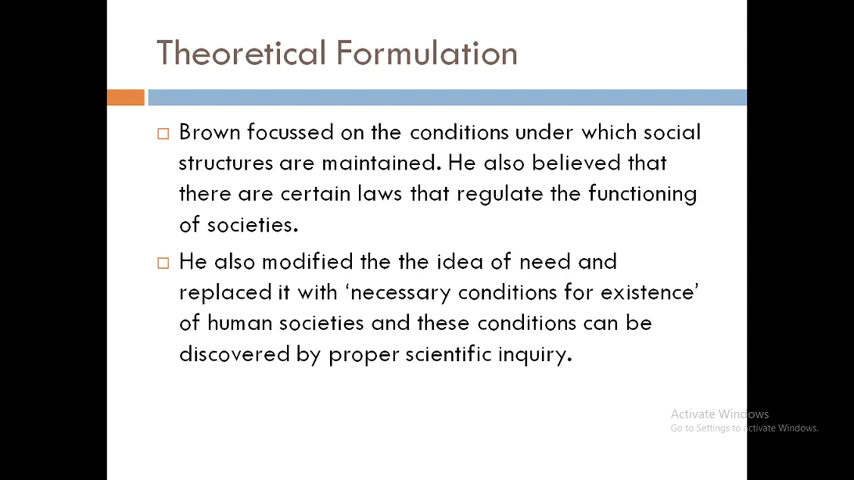 Theoretical Formulation
Brown focussed on the conditions under which social
structures are maintained. He also believed that
there are certain laws that regulate the functioning
of societies.
He also modified the the idea of need and
replaced it with ‘necessary conditions for existence’
of human societies and these conditions can be
discovered by proper scientific inquiry.
Activate Windows
Go to Settings to activate Windows.